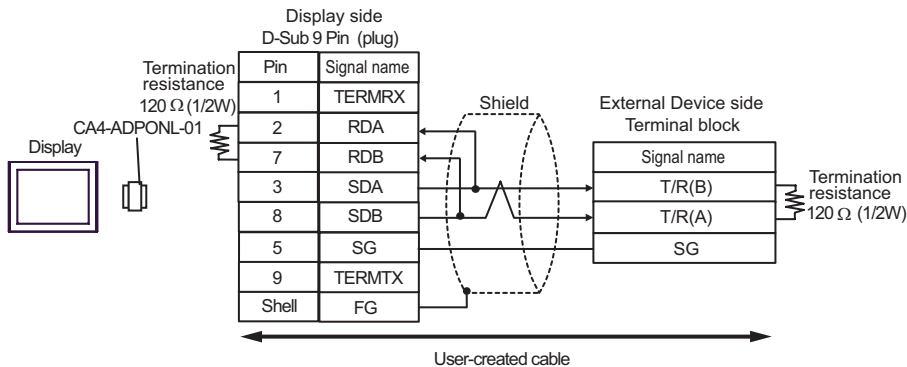 Display side
D-Sub 9 Pin (plug)
Termination
resistance
120 Ω (1/2W)
CA4-ADPONL-01
Display
Pin Signal name
1 TERMRX
2 RDA
7 RDB
3 SDA
8 SDB
5 SG
9 TERMTX
Shell FG
Shield
External Device side
Terminal block
Signal name
T/R(B)
T/R(A)
SG
Termination
resistance
120 Ω (1/2W)
User-created cable